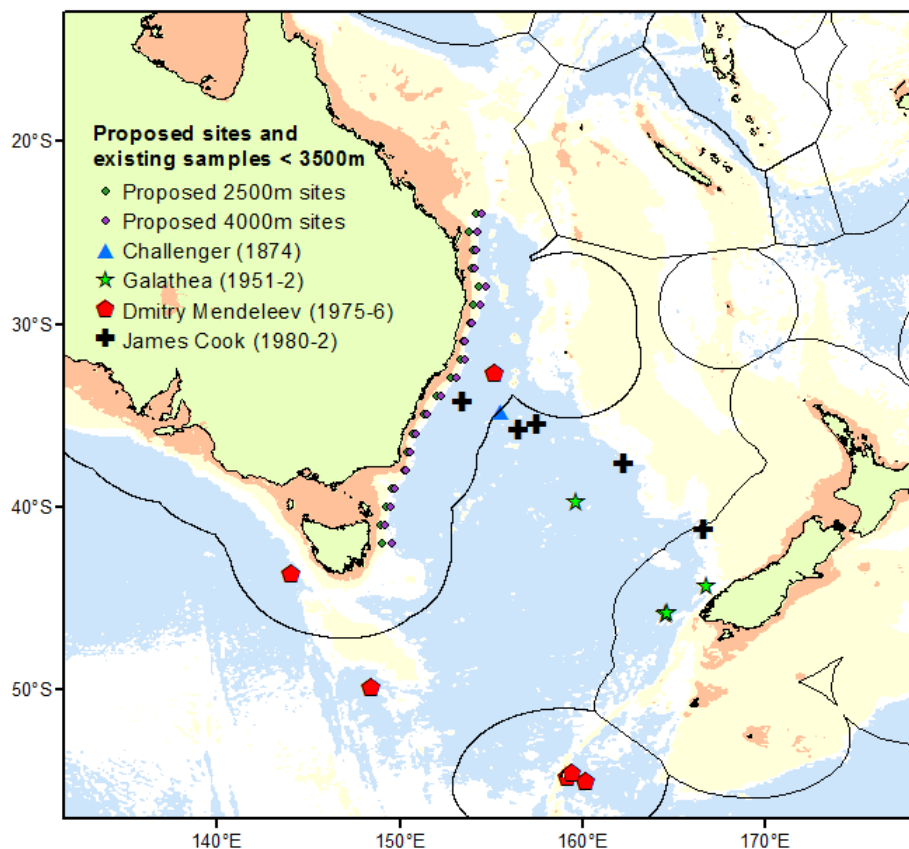 Proposed sites and
existing samples < 3500m
Proposed 2500m sites
Proposed 4000m sites
Challenger (1874)
Galathea (1951-2)
Dmitry Mendeleev (1975-6)
James Cook (1980-2)
20°S
30°S
40°S
50°S
140°E
150°E
160°E
170°E